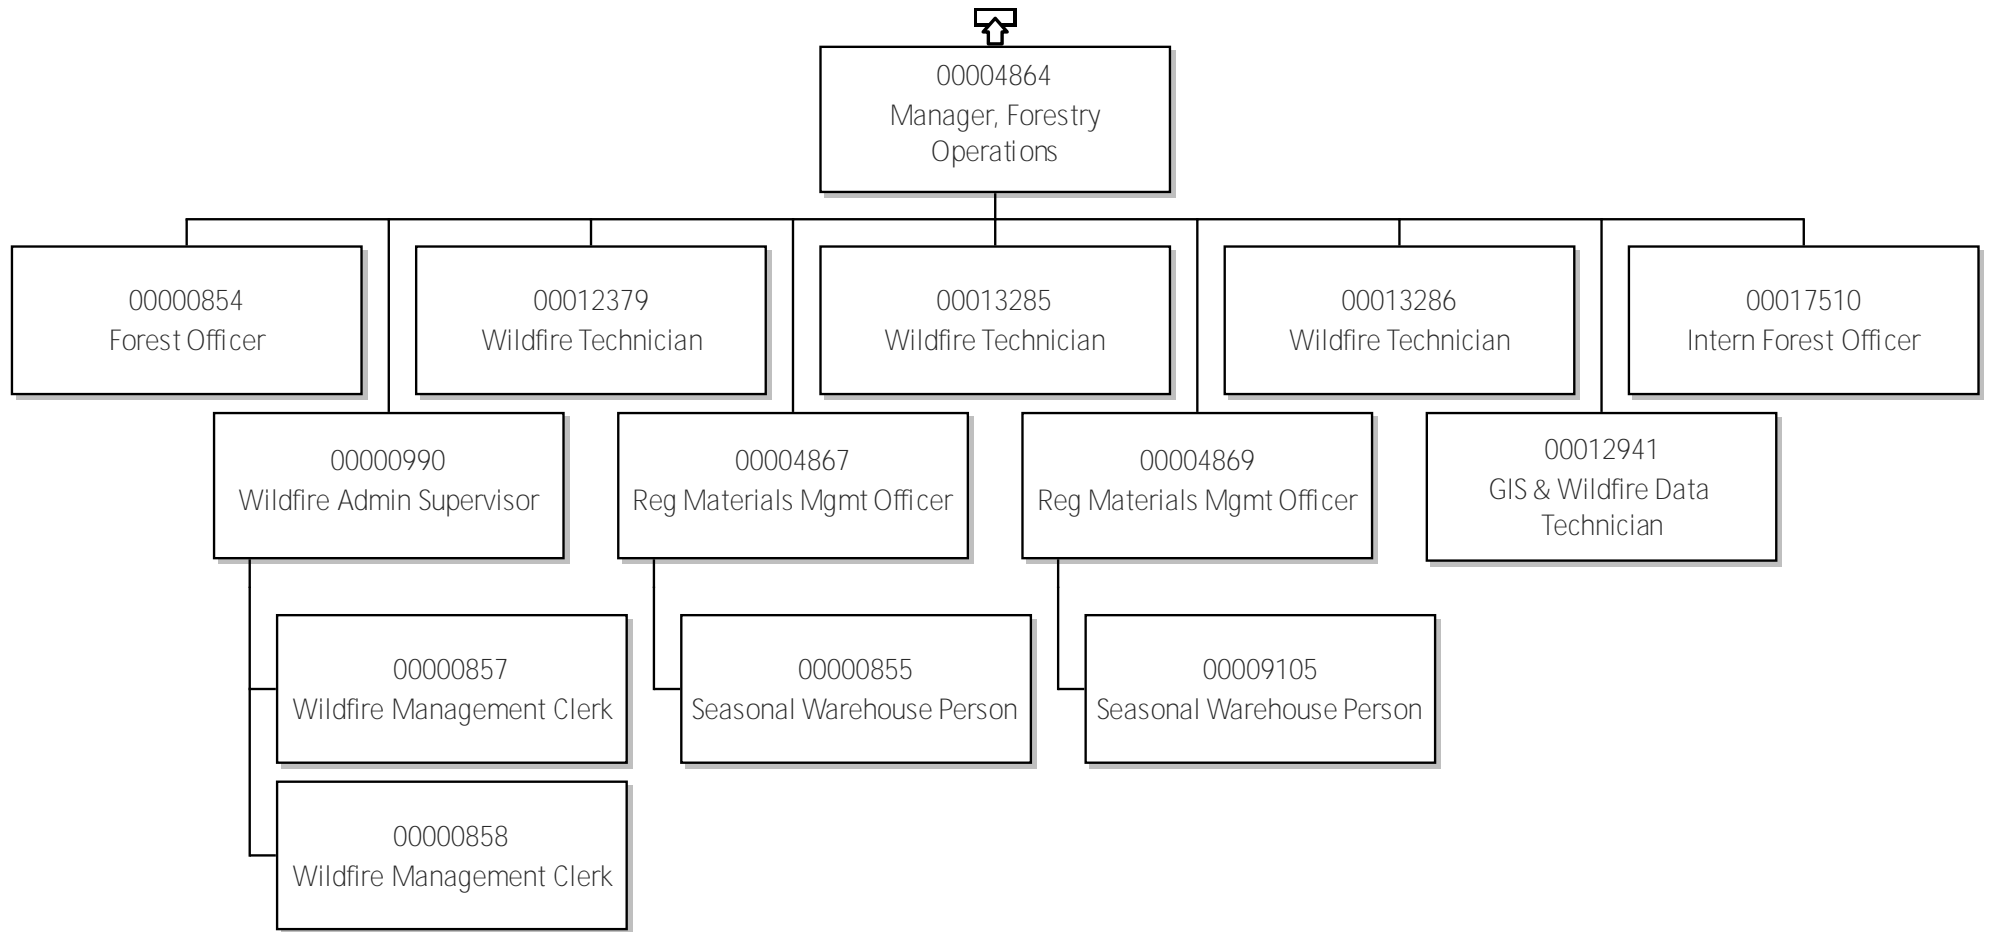 00004864
Manager, Forestry
Operations
00000854
Forest Officer
00012379
Wildfire Technician
00013285
Wildfire Technician
00013286
Wildfire Technician
00017510
Intern Forest Officer
00000990
Wildfire Admin Supervisor
00004867
Reg Materials Mgmt Officer
00004869
Reg Materials Mgmt Officer
00012941
GIS & Wildfire Data
Technician
00000857
Wildfire Management Clerk
00000855
Seasonal Warehouse Person
00009105
Seasonal Warehouse Person
00000858
Wildfire Management Clerk